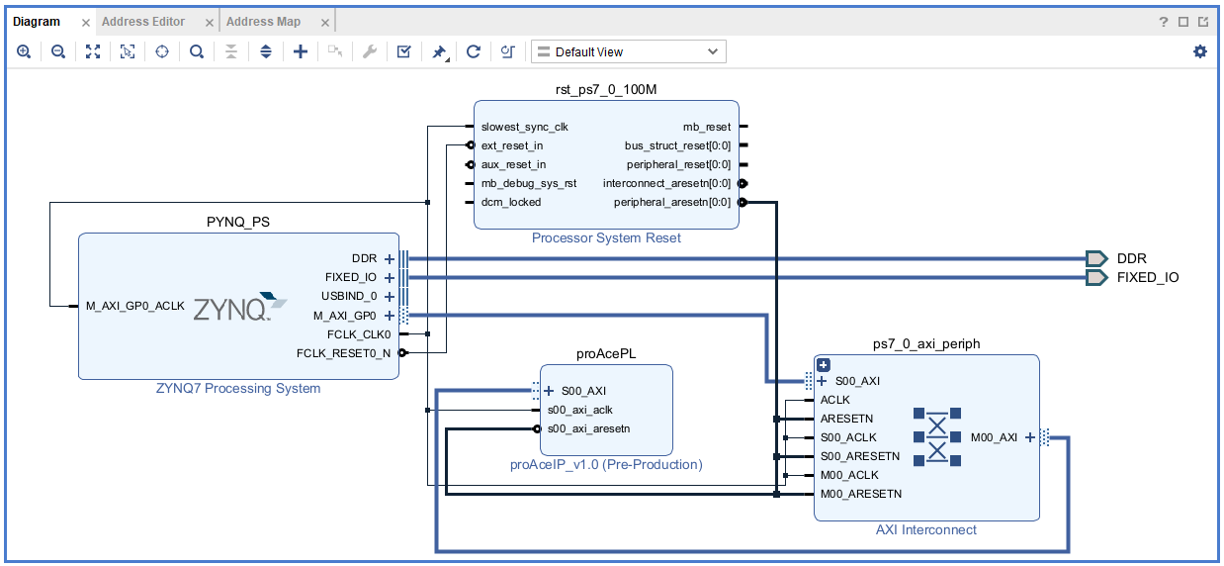 Diagram × Address Editor × Address Map × ?
Default View
rst_ps7_0_100M
slowest_sync_clk mb_reset
ext_reset_in bus_struct_reset[0:0]
aux_reset_in peripheral_reset[0:0]
mb_debug_sys_rst interconnect_aresetn[0:0]
dcm_locked peripheral_aresetn[0:0]
Processor System Reset
PYNQ_PS
DDR
FIXED_IO
USBIND_0
M_AXI_GP0_ACLK ZYNQ M_AXI_GP0
FCLK_CLK0
FCLK_RESET0_N
ZYNQ7 Processing System
DDR
FIXED_IO
proAcePL
S00_AXI
s00_axi_aclk
s00_axi_aresetn
proAceIP_v1.0 (Pre-Production)
ps7_0_axi_periph
S00_AXI
ACLK
ARESETN
S00_ACLK M00_AXI
S00_ARESETN
M00_ACLK
M00_ARESETN
AXI Interconnect